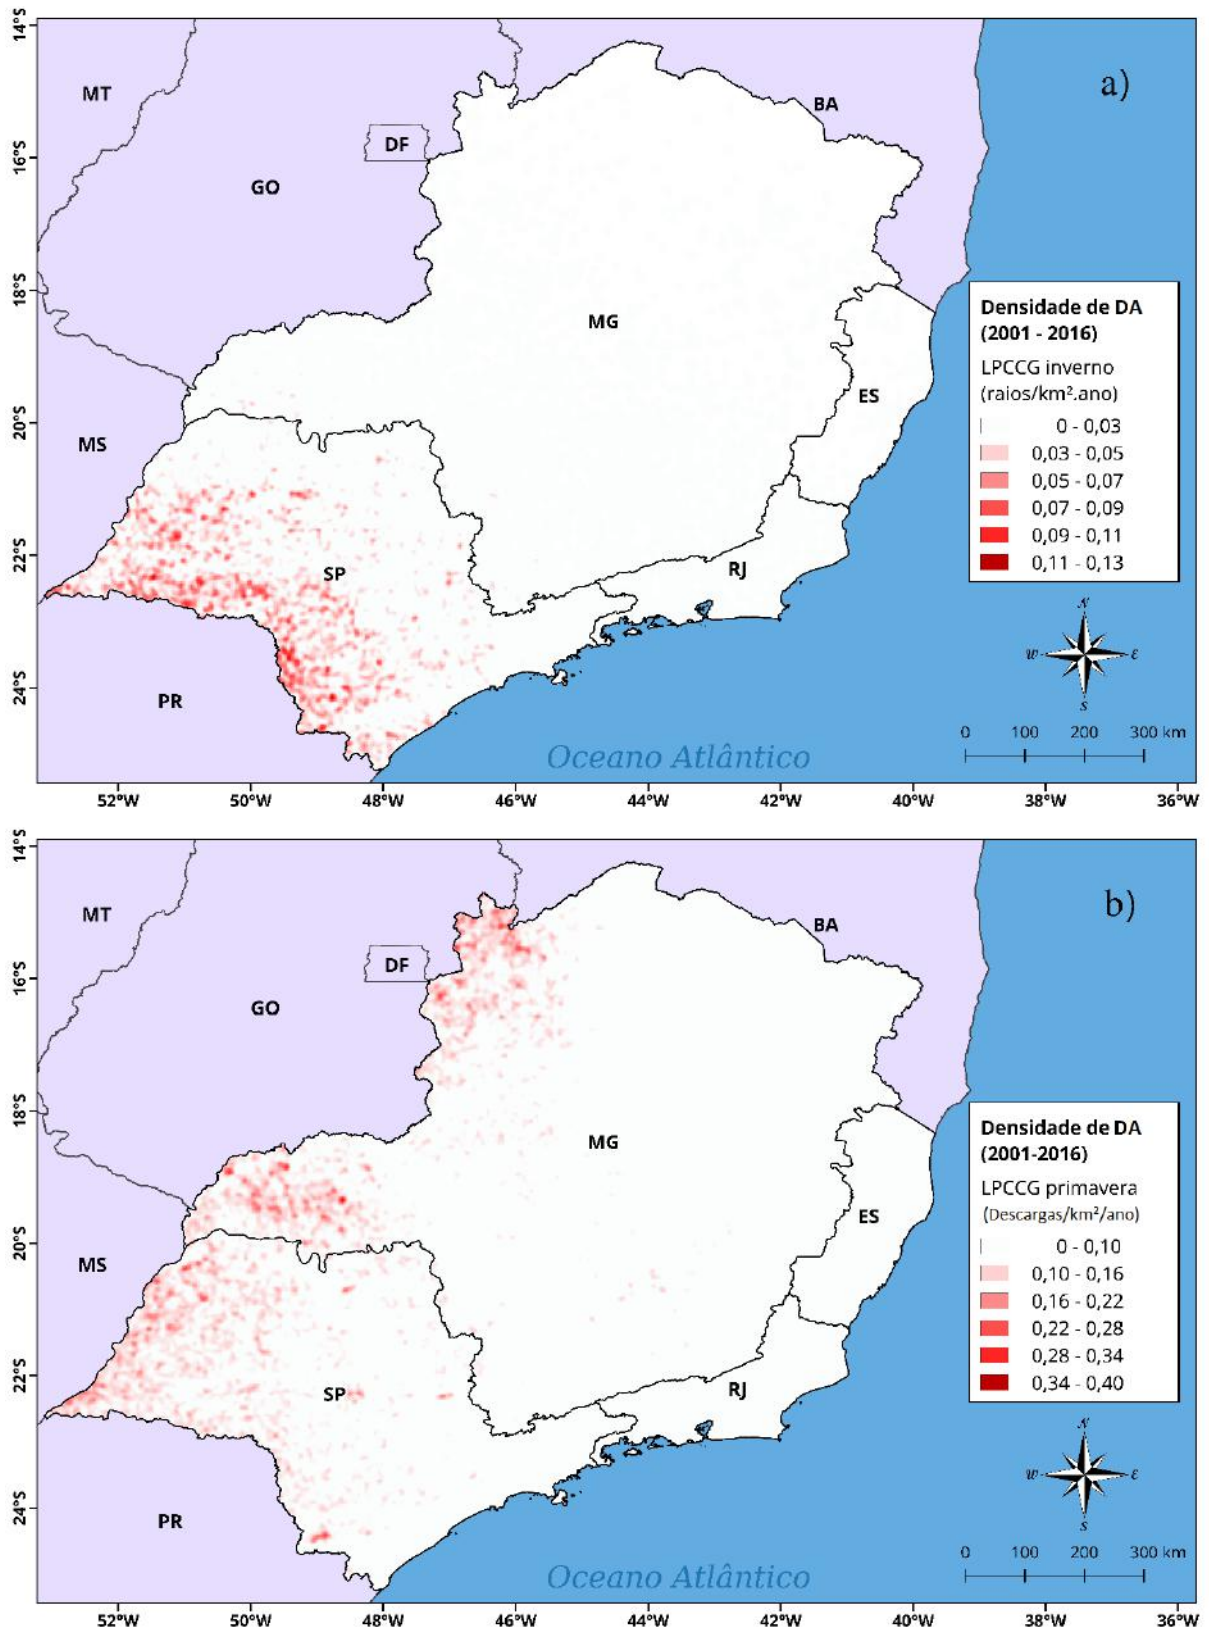 14°S
a)
MT
BA
DF
16°S
GO
18°S
Densidade de DA
(2001 - 2016)
MG
LPCCG inverno
(raios/km².ano)
ES
20°S
0 - 0,03
MS
0,03 - 0,05
0,05 - 0,07
0,07 - 0,09
0,09 - 0,11
22°S
0,11 - 0,13
SP
RJ
N
W
E
24°S
PR
S
0 100 200 300 km
Oceano Atlântico
52°W 50°W 48°W 46°W 44°W 42°W 40°W 38°W 36°W
14°S
b)
MT
BA
DF
16°S
GO
18°S
Densidade de DA
(2001-2016)
MG
LPCCG primavera
(Descargas/km²/ano)
ES
20°S
0 - 0,10
MS
0,10 - 0,16
0,16 - 0,22
0,22 - 0,28
0,28 - 0,34
22°S
0,34 - 0,40
SP
RJ
N
W
E
24°S
PR
S
0 100 200 300 km
Oceano Atlântico
52°W 50°W 48°W 46°W 44°W 42°W 40°W 38°W 36°W